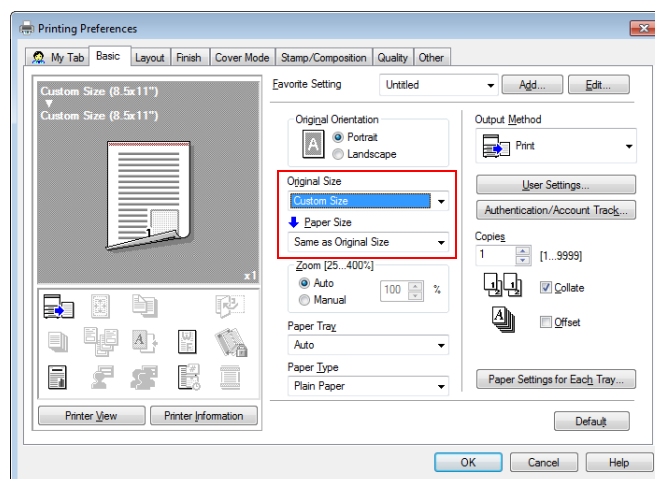 Printing Preferences
My Tab Basic Layout Finish Cover Mode Stamp/Composition Quality Other
Custom Size (8.5x11")
Custom Size (8.5x11")
1
x1
Printer View Printer Information
Favorite Setting Untitled Add... Edit...
Original Orientation
A
Portrait
Landscape
Original Size
Custom Size
Paper Size
Same as Original Size
Zoom [25...400%]
Auto
Manual
100 %
Paper Tray
Auto
Paper Type
Plain Paper
Output Method
Print
User Settings...
Authentication/Account Track...
Copies
1 [1...9999]
Collate
Offset
Paper Settings for Each Tray...
Default
OK Cancel Help